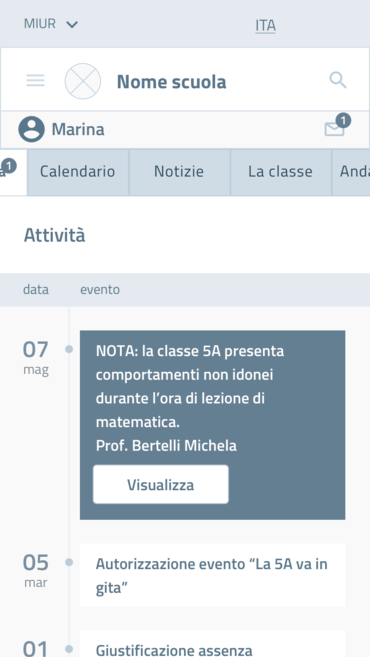 MIUR
ITA
Nome scuola
Marina
1
1
Calendario
Notizie
La classe
Attività
data
evento
07
mag
NOTA: la classe 5A presenta
comportamenti non idonei
durante l’ora di lezione di
matematica.
Prof. Bertelli Michela
Visualizza
05
mar
Autorizzazione evento “La 5A va in
gita”
01
Giustificazione assenza